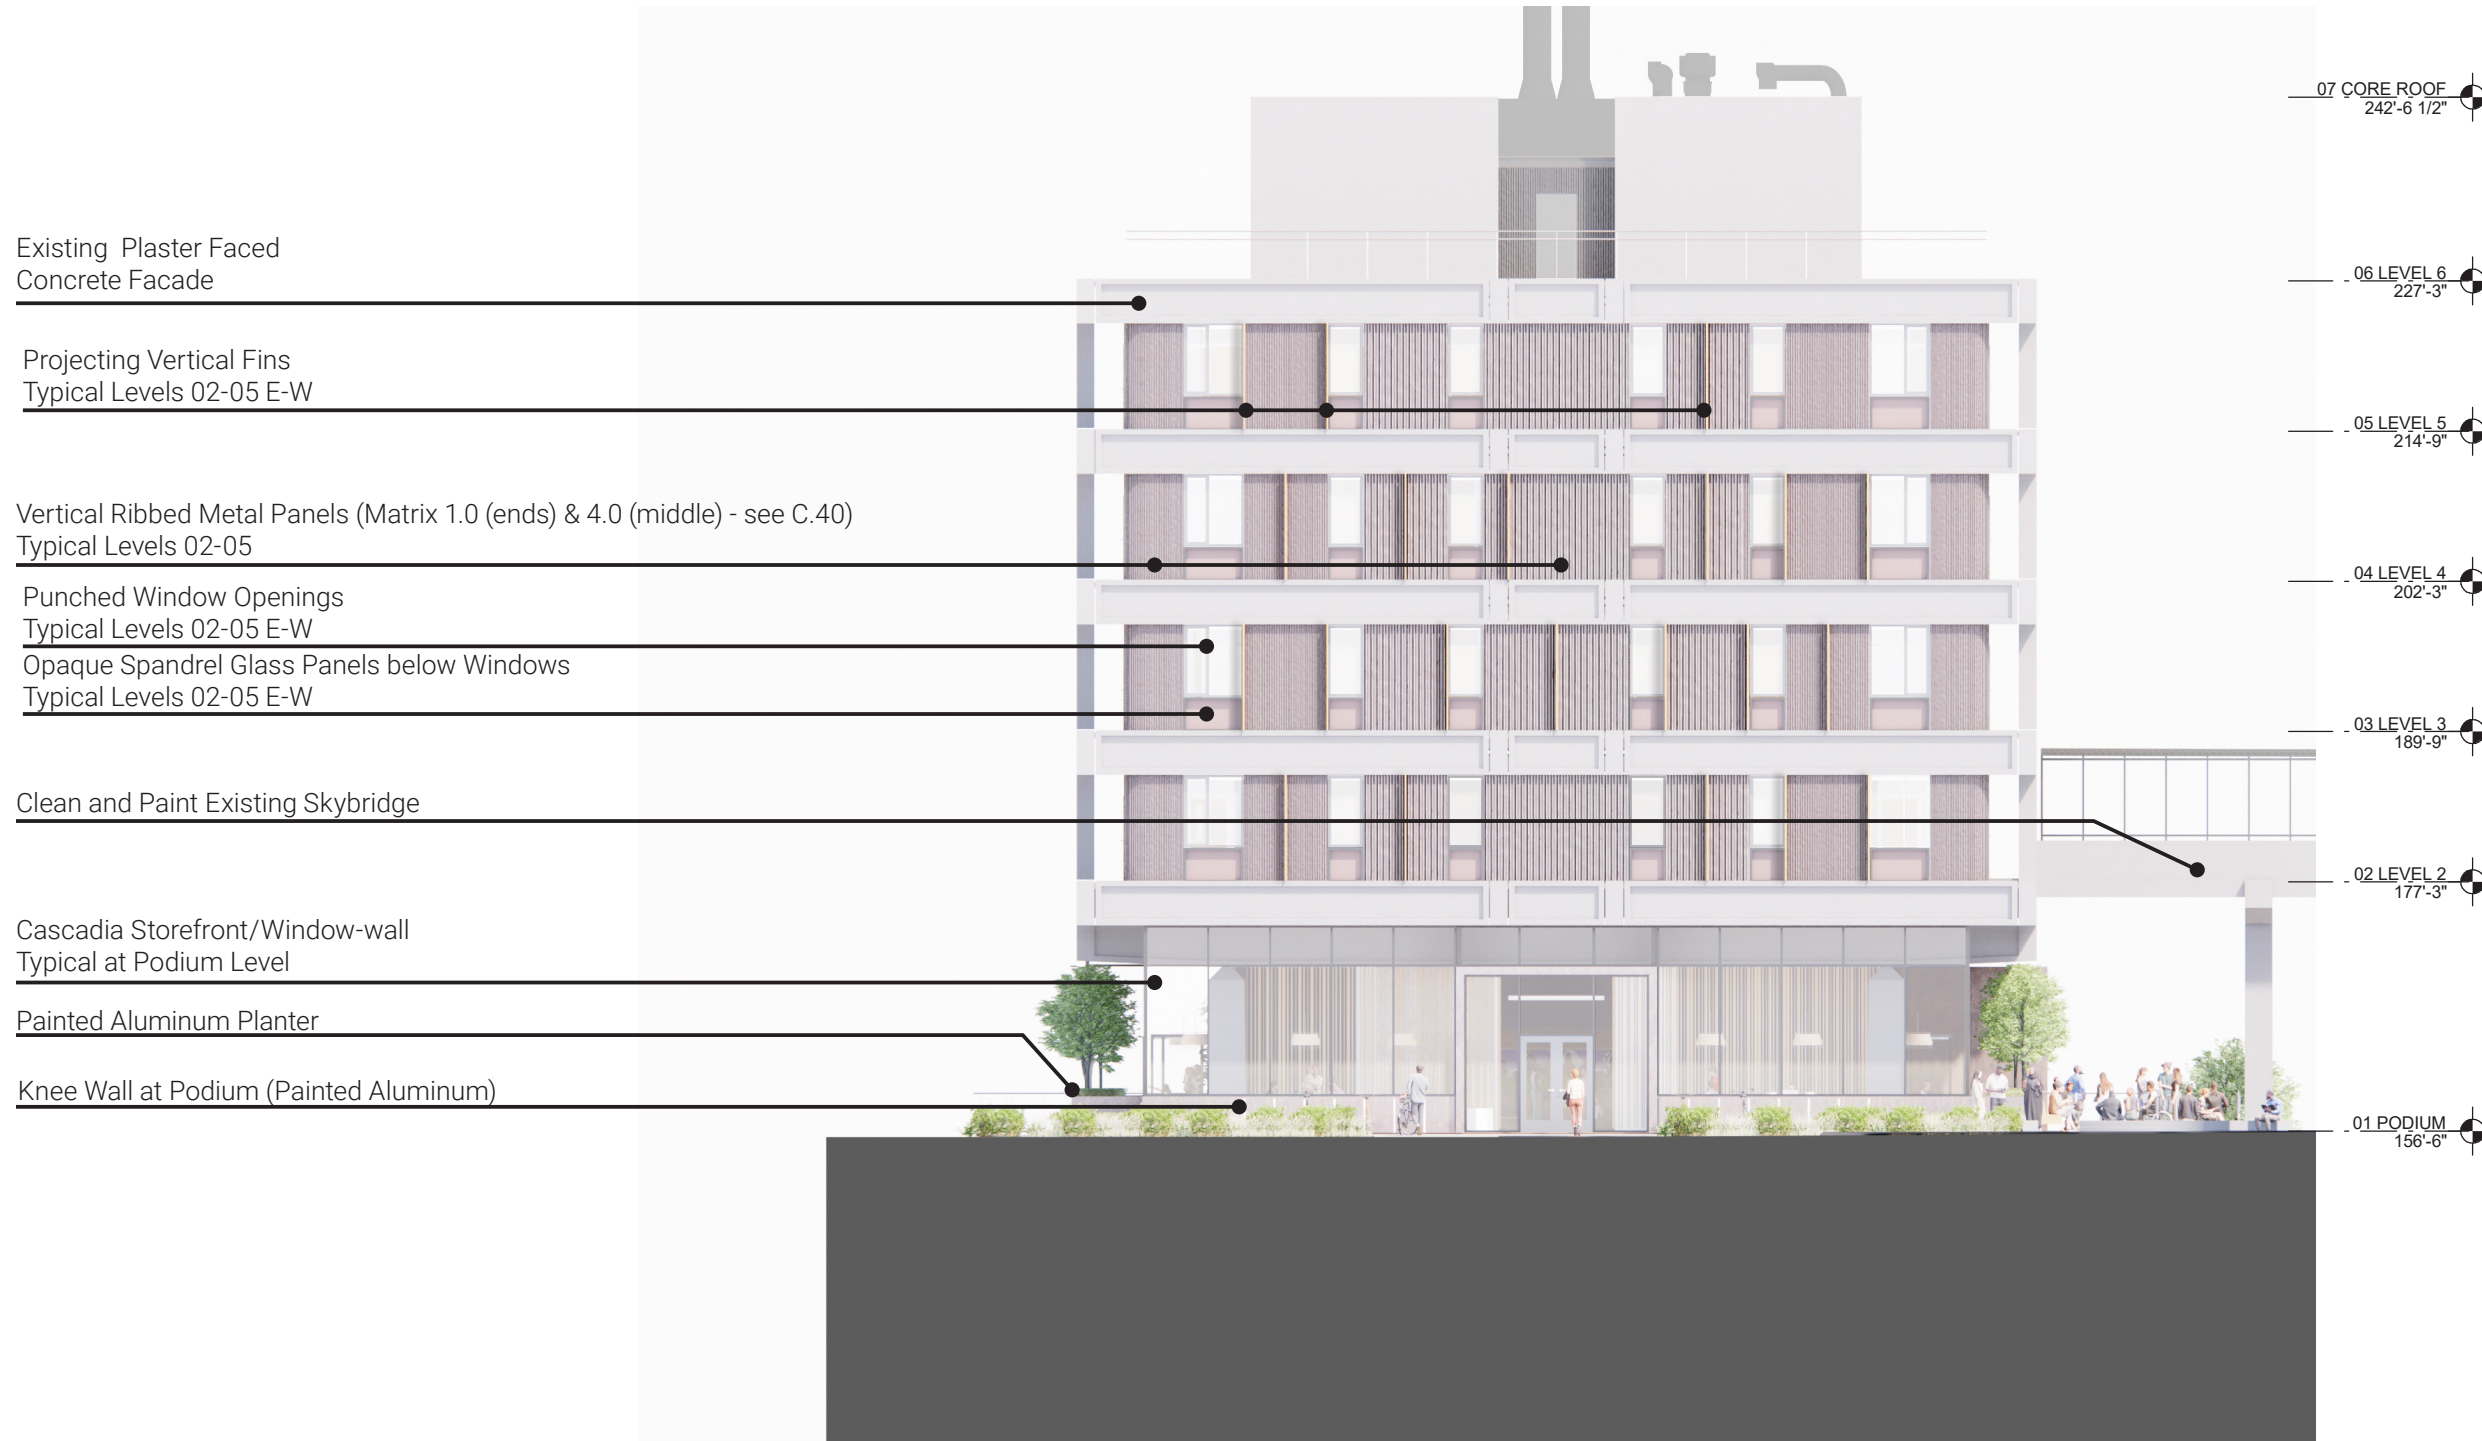 Existing  Plaster Faced
Concrete Facade
Projecting Vertical Fins
Typical Levels 02-05 E-W
Vertical Ribbed Metal Panels (Matrix 1.0 (ends) & 4.0 (middle) - see C.40)
Typical Levels 02-05
Punched Window Openings
Typical Levels 02-05 E-W
Opaque Spandrel Glass Panels below Windows
Typical Levels 02-05 E-W
Clean and Paint Existing Skybridge
Cascadia Storefront/Window-wall
Typical at Podium Level
Painted Aluminum Planter
Knee Wall at Podium (Painted Aluminum)
07 CORE ROOF
242'-6 1/2"
06 LEVEL 6
227'-3"
05 LEVEL 5
214'-9"
04 LEVEL 4
202'-3"
03 LEVEL 3
189'-9"
02 LEVEL 2
177'-3"
01 PODIUM
156'-6"